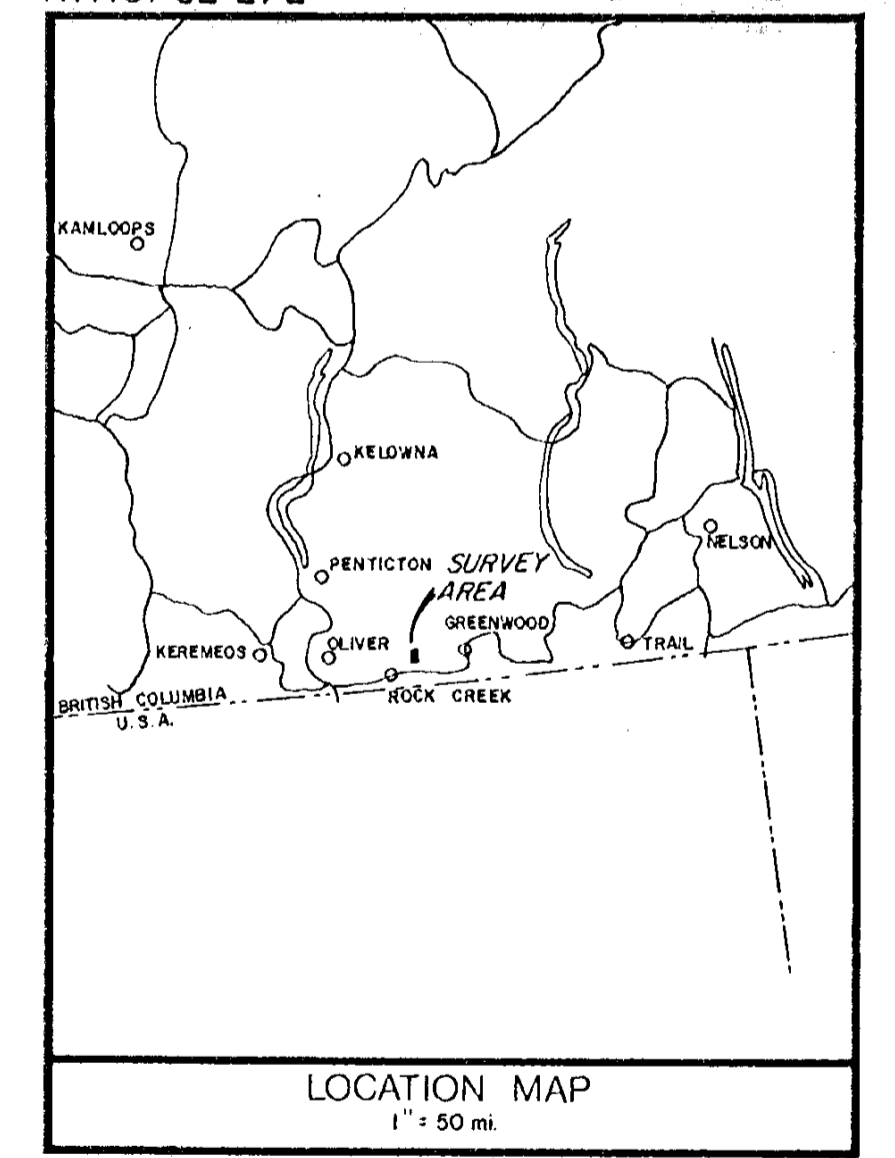 KAMLOOPS
KELOWNA
PENTICTON
SURVEY
AREA
GREENWOOD
NELSON
KEREMEOS
OLIVER
TRAIL
ROCK CREEK
BRITISH COLUMBIA
U.S.A.
LOCATION MAP
1" = 50 mi.